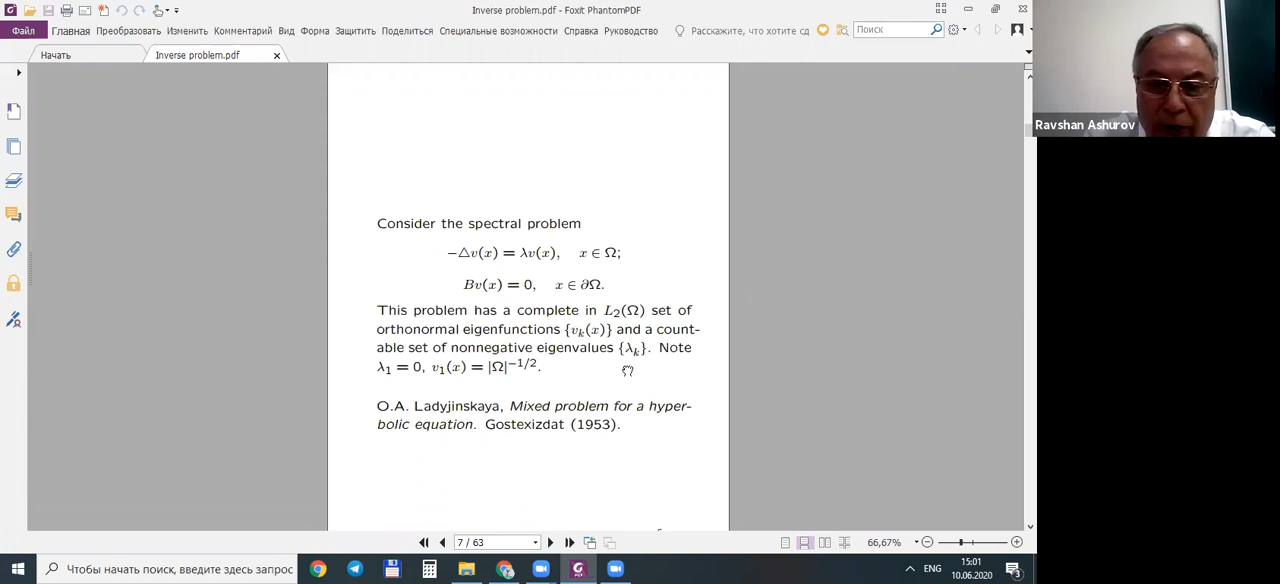 Inverse problem.pdf - Foxit PhantomPDF
Файл Главная Преобразовать Изменить Комментарий Вид Форма Защитить Поделиться Специальные возможности Справка Руководство Расскажите, что хотите сд Поиск
Начать Inverse problem.pdf ×
Ravshan Ashurov
Consider the spectral problem
−△v(x) = λv(x), x ∈ Ω;
Bv(x) = 0, x ∈ ∂Ω.
This problem has a complete in L₂(Ω) set of
orthonormal eigenfunctions {vₖ(x)} and a count-
able set of nonnegative eigenvalues {λₖ}. Note
λ₁ = 0, v₁(x) = |Ω|^{−1/2}.
O.A. Ladyjinskaya, Mixed problem for a hyper-
bolic equation. Gostexizdat (1953).
7 / 63
66,67%
Чтобы начать поиск, введите здесь запрос
ENG
15:01
10.06.2020
3